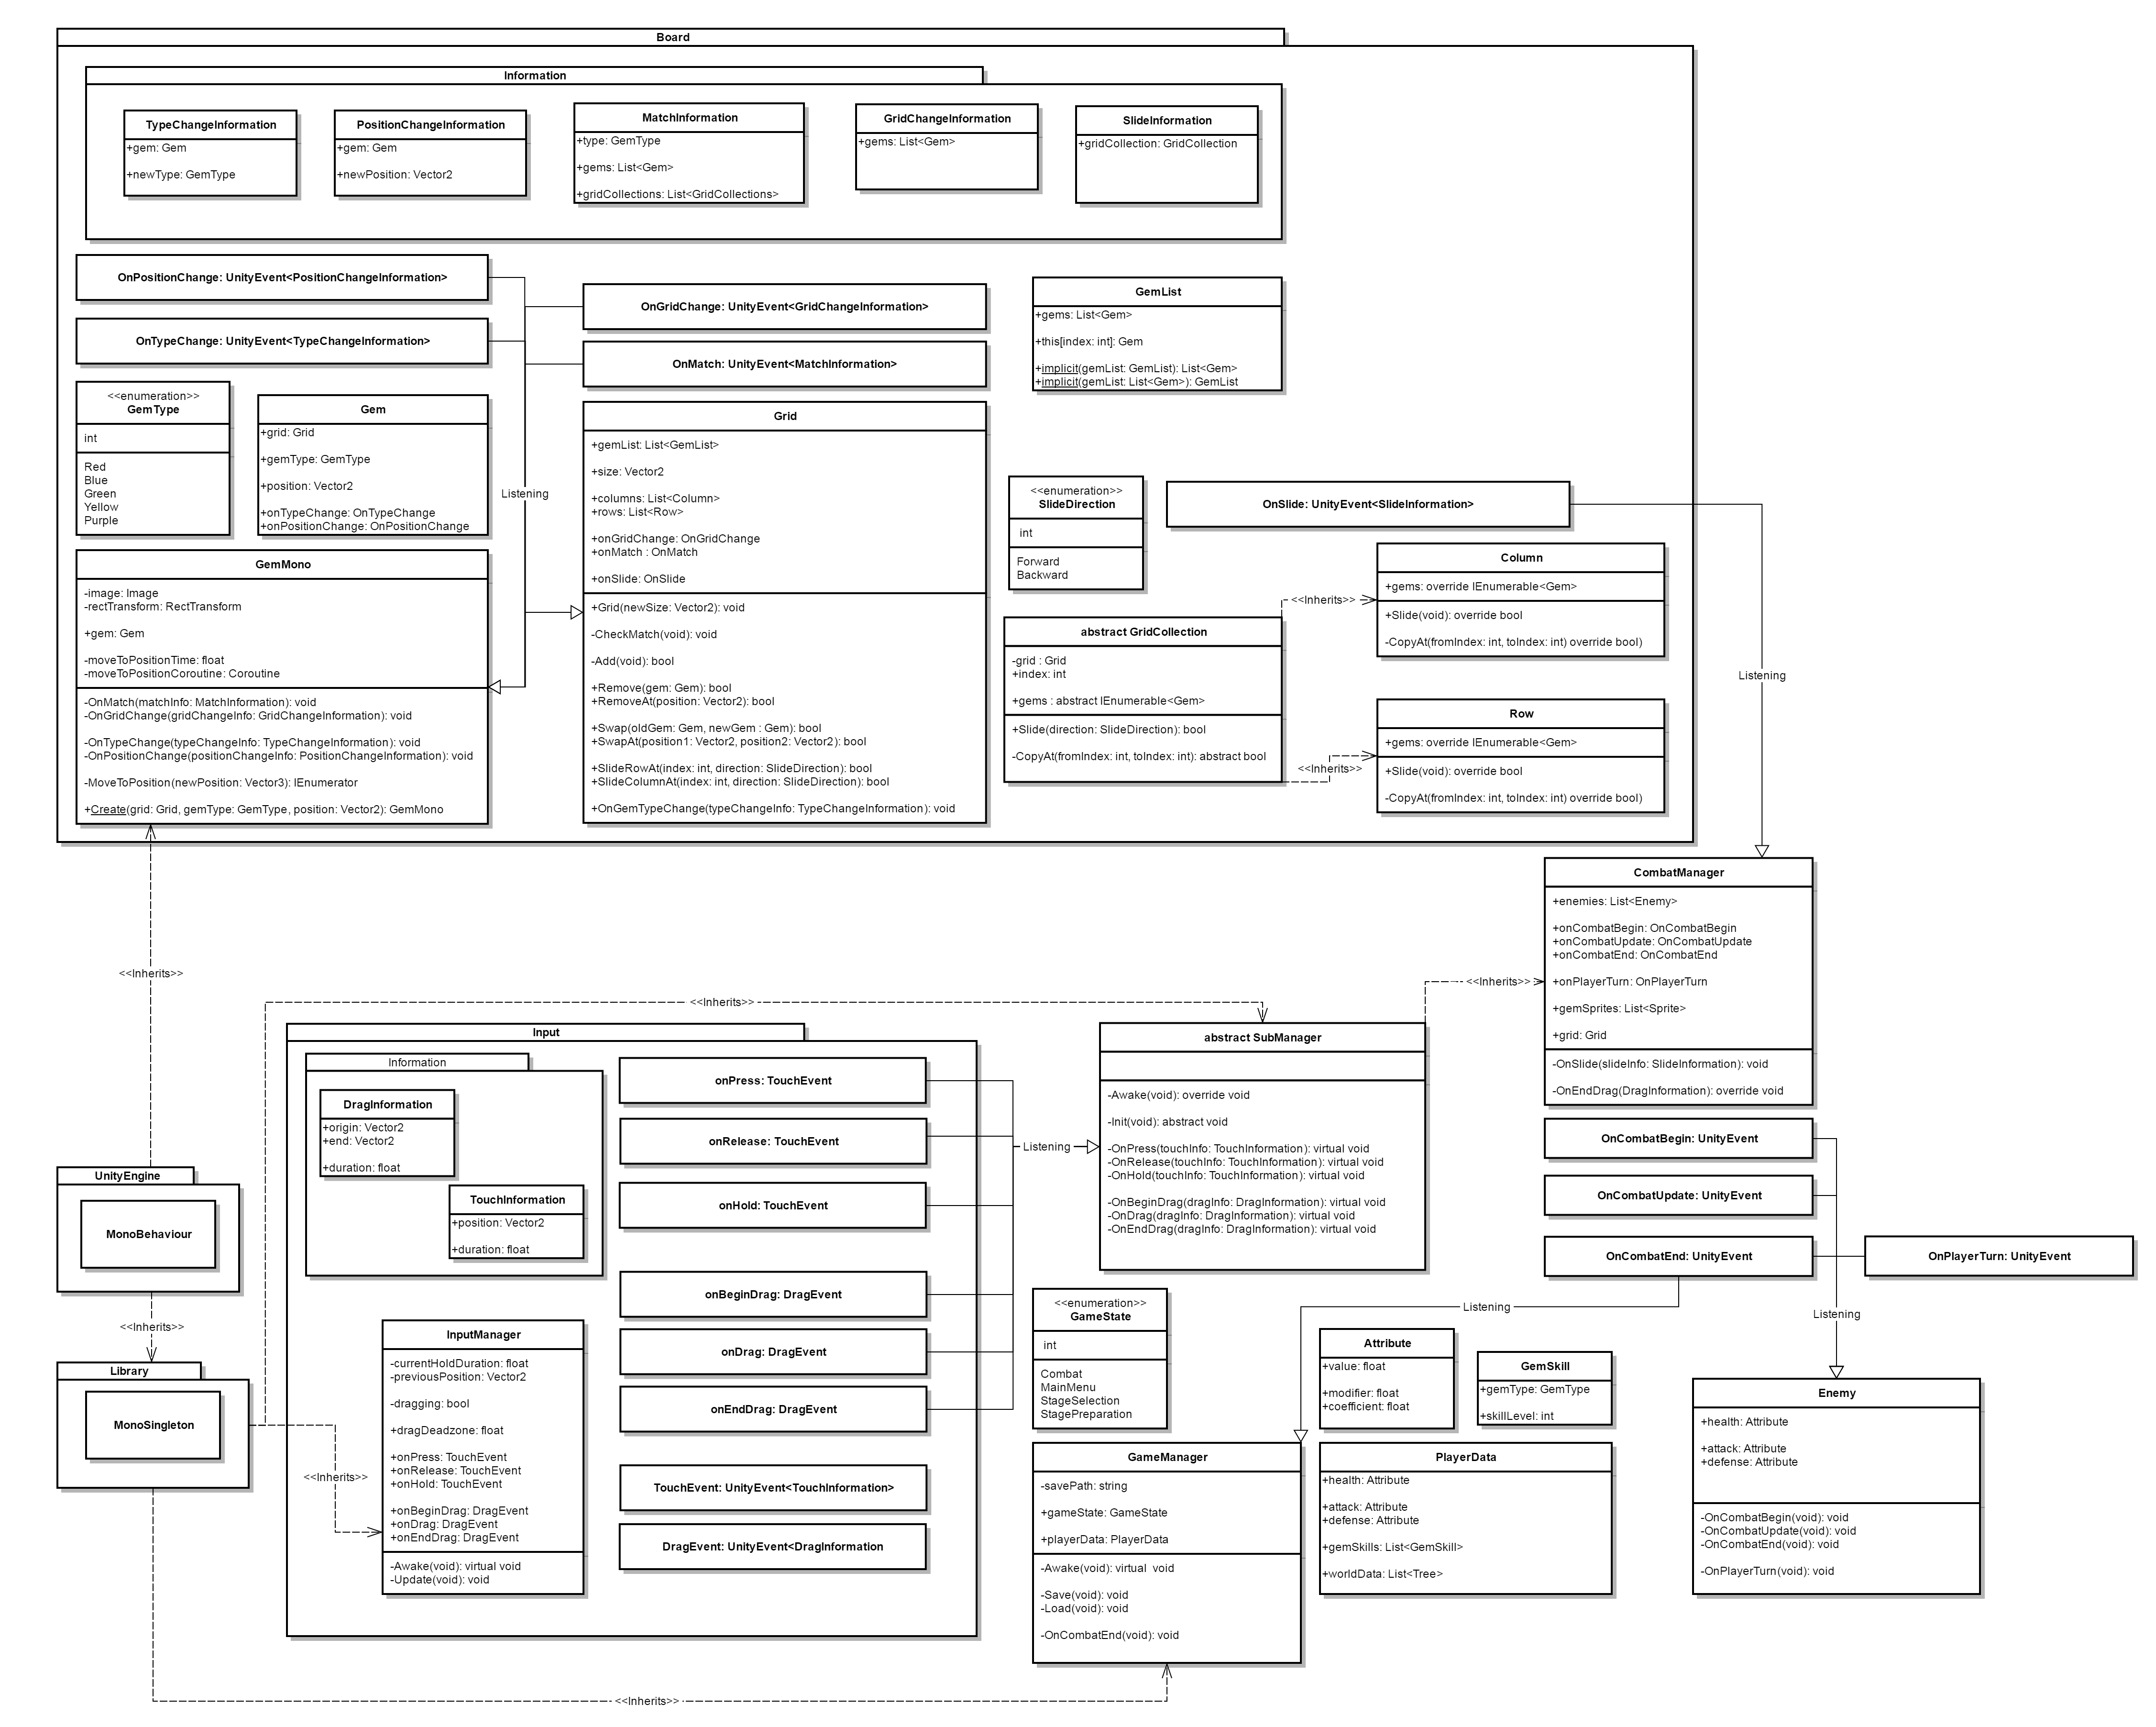 Board
Information
TypeChangeInformation
+gem: Gem
+newType: GemType
PositionChangeInformation
+gem: Gem
+newPosition: Vector2
MatchInformation
+type: GemType
+gems: List<Gem>
+gridCollections: List<GridCollections>
GridChangeInformation
+gems: List<Gem>
SlideInformation
+gridCollection: GridCollection
OnPositionChange: UnityEvent<PositionChangeInformation>
OnTypeChange: UnityEvent<TypeChangeInformation>
OnGridChange: UnityEvent<GridChangeInformation>
OnMatch: UnityEvent<MatchInformation>
GemList
+gems: List<Gem>
+this[index: int]: Gem
+implicit(gemList: GemList): List<Gem>
+implicit(gemList: List<Gem>): GemList
<<enumeration>>
GemType
int
Red
Blue
Green
Yellow
Purple
Gem
+grid: Grid
+gemType: GemType
+position: Vector2
+onTypeChange: OnTypeChange
+onPositionChange: OnPositionChange
Listening
Grid
+gemList: List<GemList>
+size: Vector2
+columns: List<Column>
+rows: List<Row>
+onGridChange: OnGridChange
+onMatch : OnMatch
+onSlide: OnSlide
+Grid(newSize: Vector2): void
-CheckMatch(void): void
-Add(void): bool
+Remove(gem: Gem): bool
+RemoveAt(position: Vector2): bool
+Swap(oldGem: Gem, newGem : Gem): bool
+SwapAt(position1: Vector2, position2: Vector2): bool
+SlideRowAt(index: int, direction: SlideDirection): bool
+SlideColumnAt(index: int, direction: SlideDirection): bool
+OnGemTypeChange(typeChangeInfo: TypeChangeInformation): void
GemMono
-image: Image
-rectTransform: RectTransform
+gem: Gem
-moveToPositionTime: float
-moveToPositionCoroutine: Coroutine
-OnMatch(matchInfo: MatchInformation): void
-OnGridChange(gridChangeInfo: GridChangeInformation): void
-OnTypeChange(typeChangeInfo: TypeChangeInformation): void
-OnPositionChange(positionChangeInfo: PositionChangeInformation): void
-MoveToPosition(newPosition: Vector3): IEnumerator
+Create(grid: Grid, gemType: GemType, position: Vector2): GemMono
<<enumeration>>
SlideDirection
int
Forward
Backward
OnSlide: UnityEvent<SlideInformation>
abstract GridCollection
-grid : Grid
+index: int
+gems : abstract IEnumerable<Gem>
+Slide(direction: SlideDirection): bool
-CopyAt(fromIndex: int, toIndex: int): abstract bool
<<Inherits>>
<<Inherits>>
Column
+gems: override IEnumerable<Gem>
+Slide(void): override bool
-CopyAt(fromIndex: int, toIndex: int) override bool)
Row
+gems: override IEnumerable<Gem>
+Slide(void): override bool
-CopyAt(fromIndex: int, toIndex: int) override bool)
Listening
CombatManager
+enemies: List<Enemy>
+onCombatBegin: OnCombatBegin
+onCombatUpdate: OnCombatUpdate
+onCombatEnd: OnCombatEnd
+onPlayerTurn: OnPlayerTurn
+gemSprites: List<Sprite>
+grid: Grid
-OnSlide(slideInfo: SlideInformation): void
-OnEndDrag(DragInformation): override void
<<Inherits>>
<<Inherits>>
<<Inherits>>
Input
Information
DragInformation
+origin: Vector2
+end: Vector2
+duration: float
TouchInformation
+position: Vector2
+duration: float
onPress: TouchEvent
onRelease: TouchEvent
onHold: TouchEvent
onBeginDrag: DragEvent
onDrag: DragEvent
onEndDrag: DragEvent
TouchEvent: UnityEvent<TouchInformation>
DragEvent: UnityEvent<DragInformation
Listening
abstract SubManager
-Awake(void): override void
-Init(void): abstract void
-OnPress(touchInfo: TouchInformation): virtual void
-OnRelease(touchInfo: TouchInformation): virtual void
-OnHold(touchInfo: TouchInformation): virtual void
-OnBeginDrag(dragInfo: DragInformation): virtual void
-OnDrag(dragInfo: DragInformation): virtual void
-OnEndDrag(dragInfo: DragInformation): virtual void
OnCombatBegin: UnityEvent
OnCombatUpdate: UnityEvent
OnCombatEnd: UnityEvent
OnPlayerTurn: UnityEvent
Listening
Listening
UnityEngine
MonoBehaviour
<<Inherits>>
Library
MonoSingleton
<<Inherits>>
InputManager
-currentHoldDuration: float
-previousPosition: Vector2
-dragging: bool
+dragDeadzone: float
+onPress: TouchEvent
+onRelease: TouchEvent
+onHold: TouchEvent
+onBeginDrag: DragEvent
+onDrag: DragEvent
+onEndDrag: DragEvent
-Awake(void): virtual void
-Update(void): void
<<enumeration>>
GameState
int
Combat
MainMenu
StageSelection
StagePreparation
Attribute
+value: float
+modifier: float
+coefficient: float
GemSkill
+gemType: GemType
+skillLevel: int
GameManager
-savePath: string
+gameState: GameState
+playerData: PlayerData
-Awake(void): virtual  void
-Save(void): void
-Load(void): void
-OnCombatEnd(void): void
PlayerData
+health: Attribute
+attack: Attribute
+defense: Attribute
+gemSkills: List<GemSkill>
+worldData: List<Tree>
Enemy
+health: Attribute
+attack: Attribute
+defense: Attribute
-OnCombatBegin(void): void
-OnCombatUpdate(void): void
-OnCombatEnd(void): void
-OnPlayerTurn(void): void
<<Inherits>>